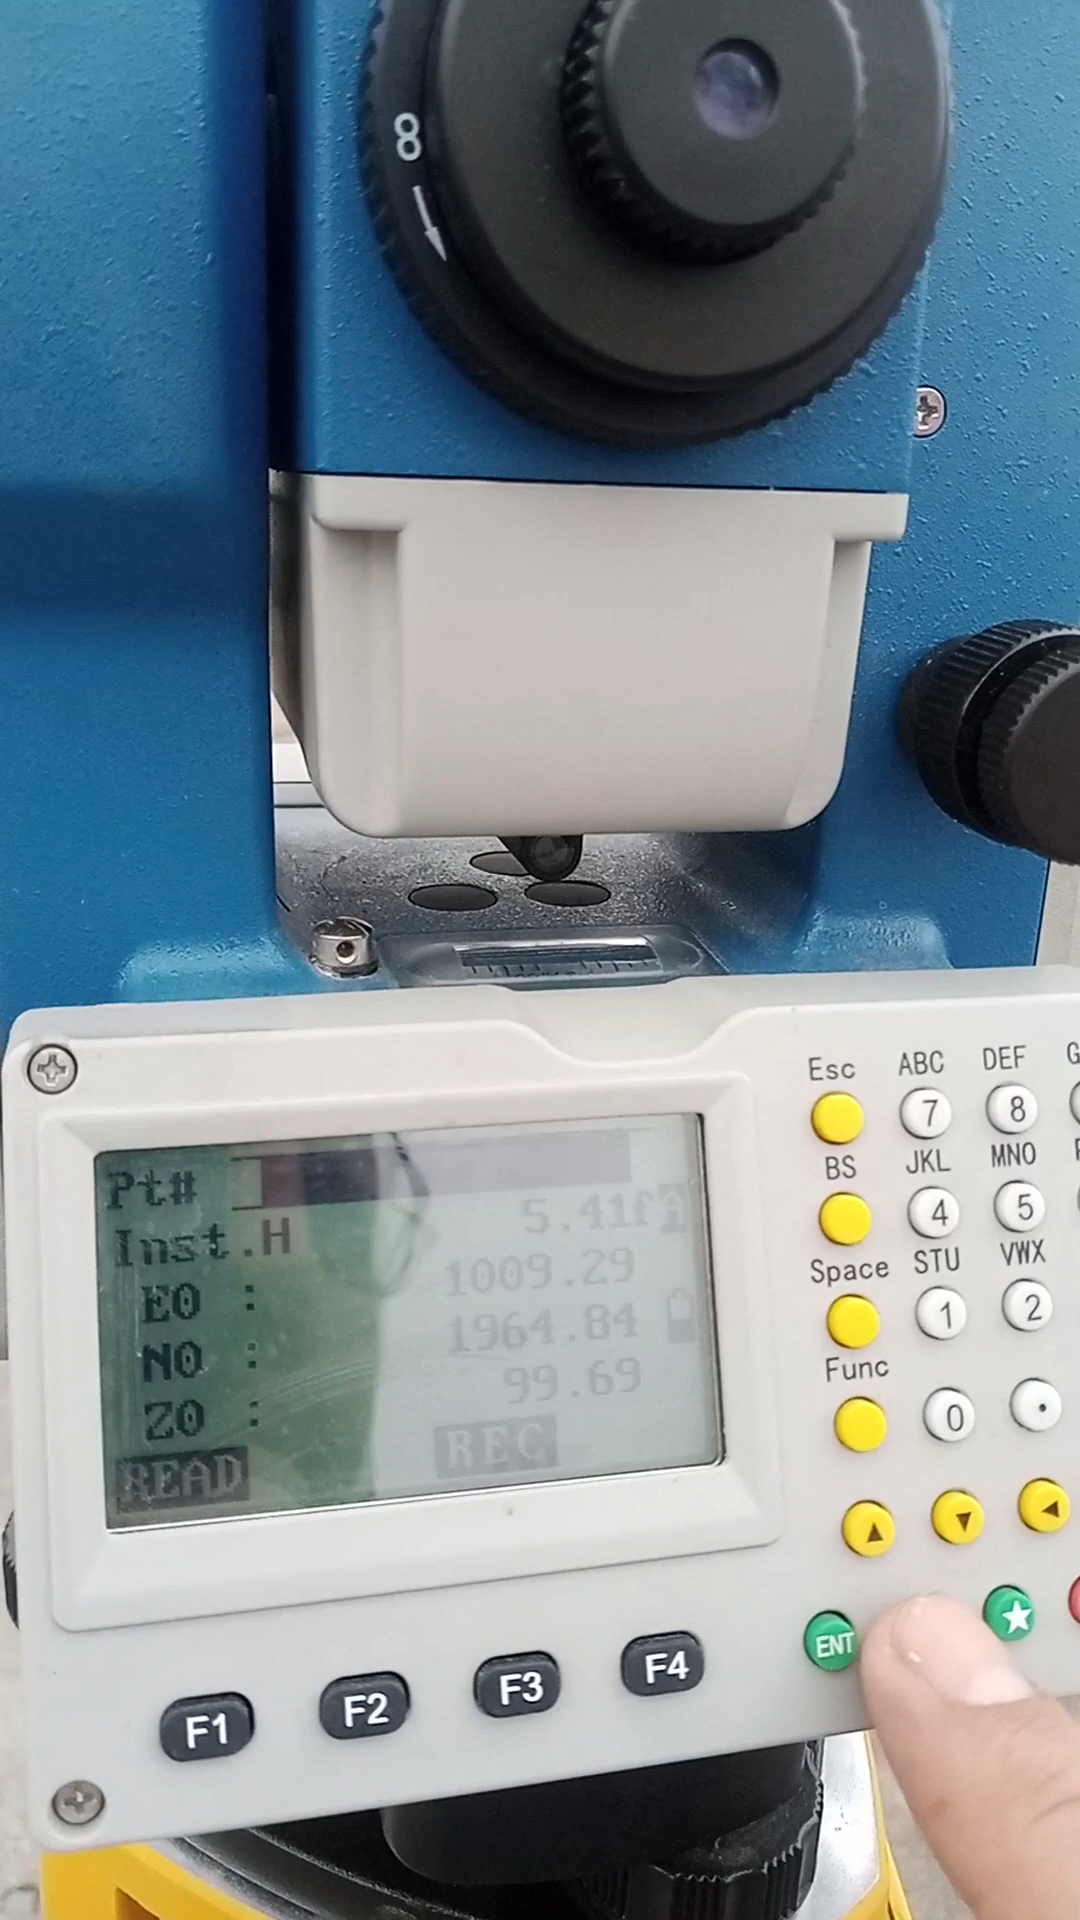 8
Pt#
Inst.H 5.41f A
E0 : 1009.29
N0 : 1964.84
Z0 : 99.69
READ REC
Esc ABC DEF G
7 8
BS JKL MNO
4 5
Space STU VWX
1 2
Func
0 .
ENT
F1 F2 F3 F4